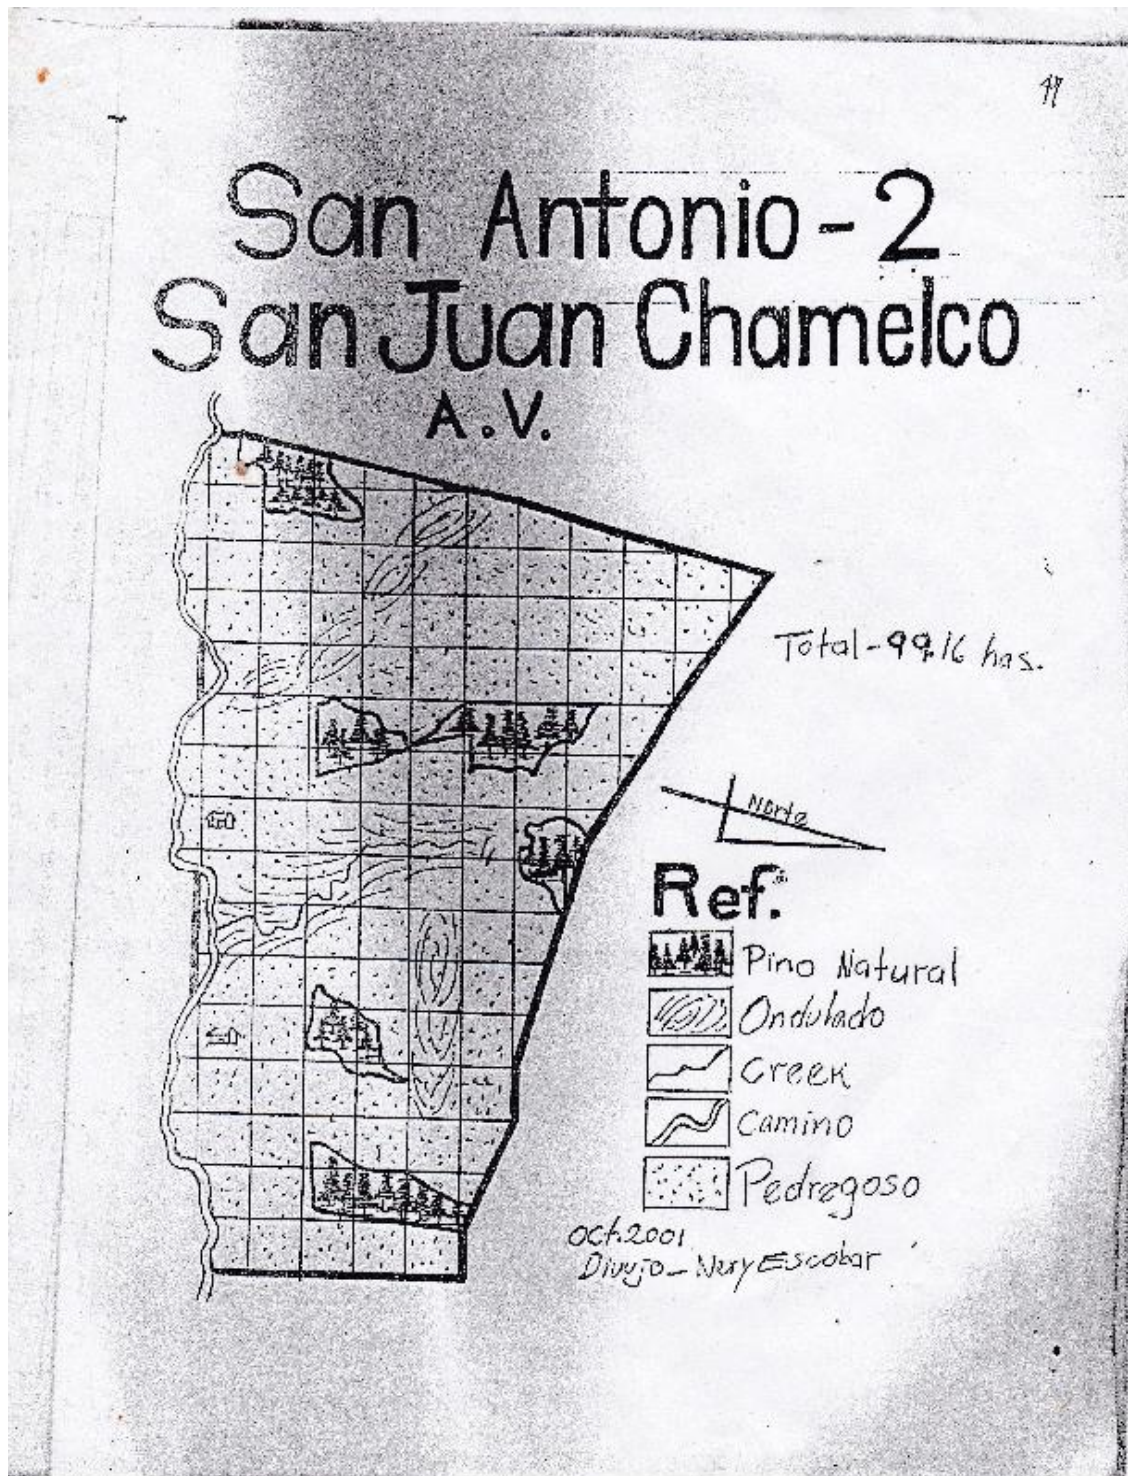 San Antonio - 2
San Juan Chamelco
A.V.
Total - 99.16 has.
Norte
Ref.
Pino Natural
Ondulado
Creek
Camino
Pedregoso
Oct. 2001
Divujo - Nery Escobar